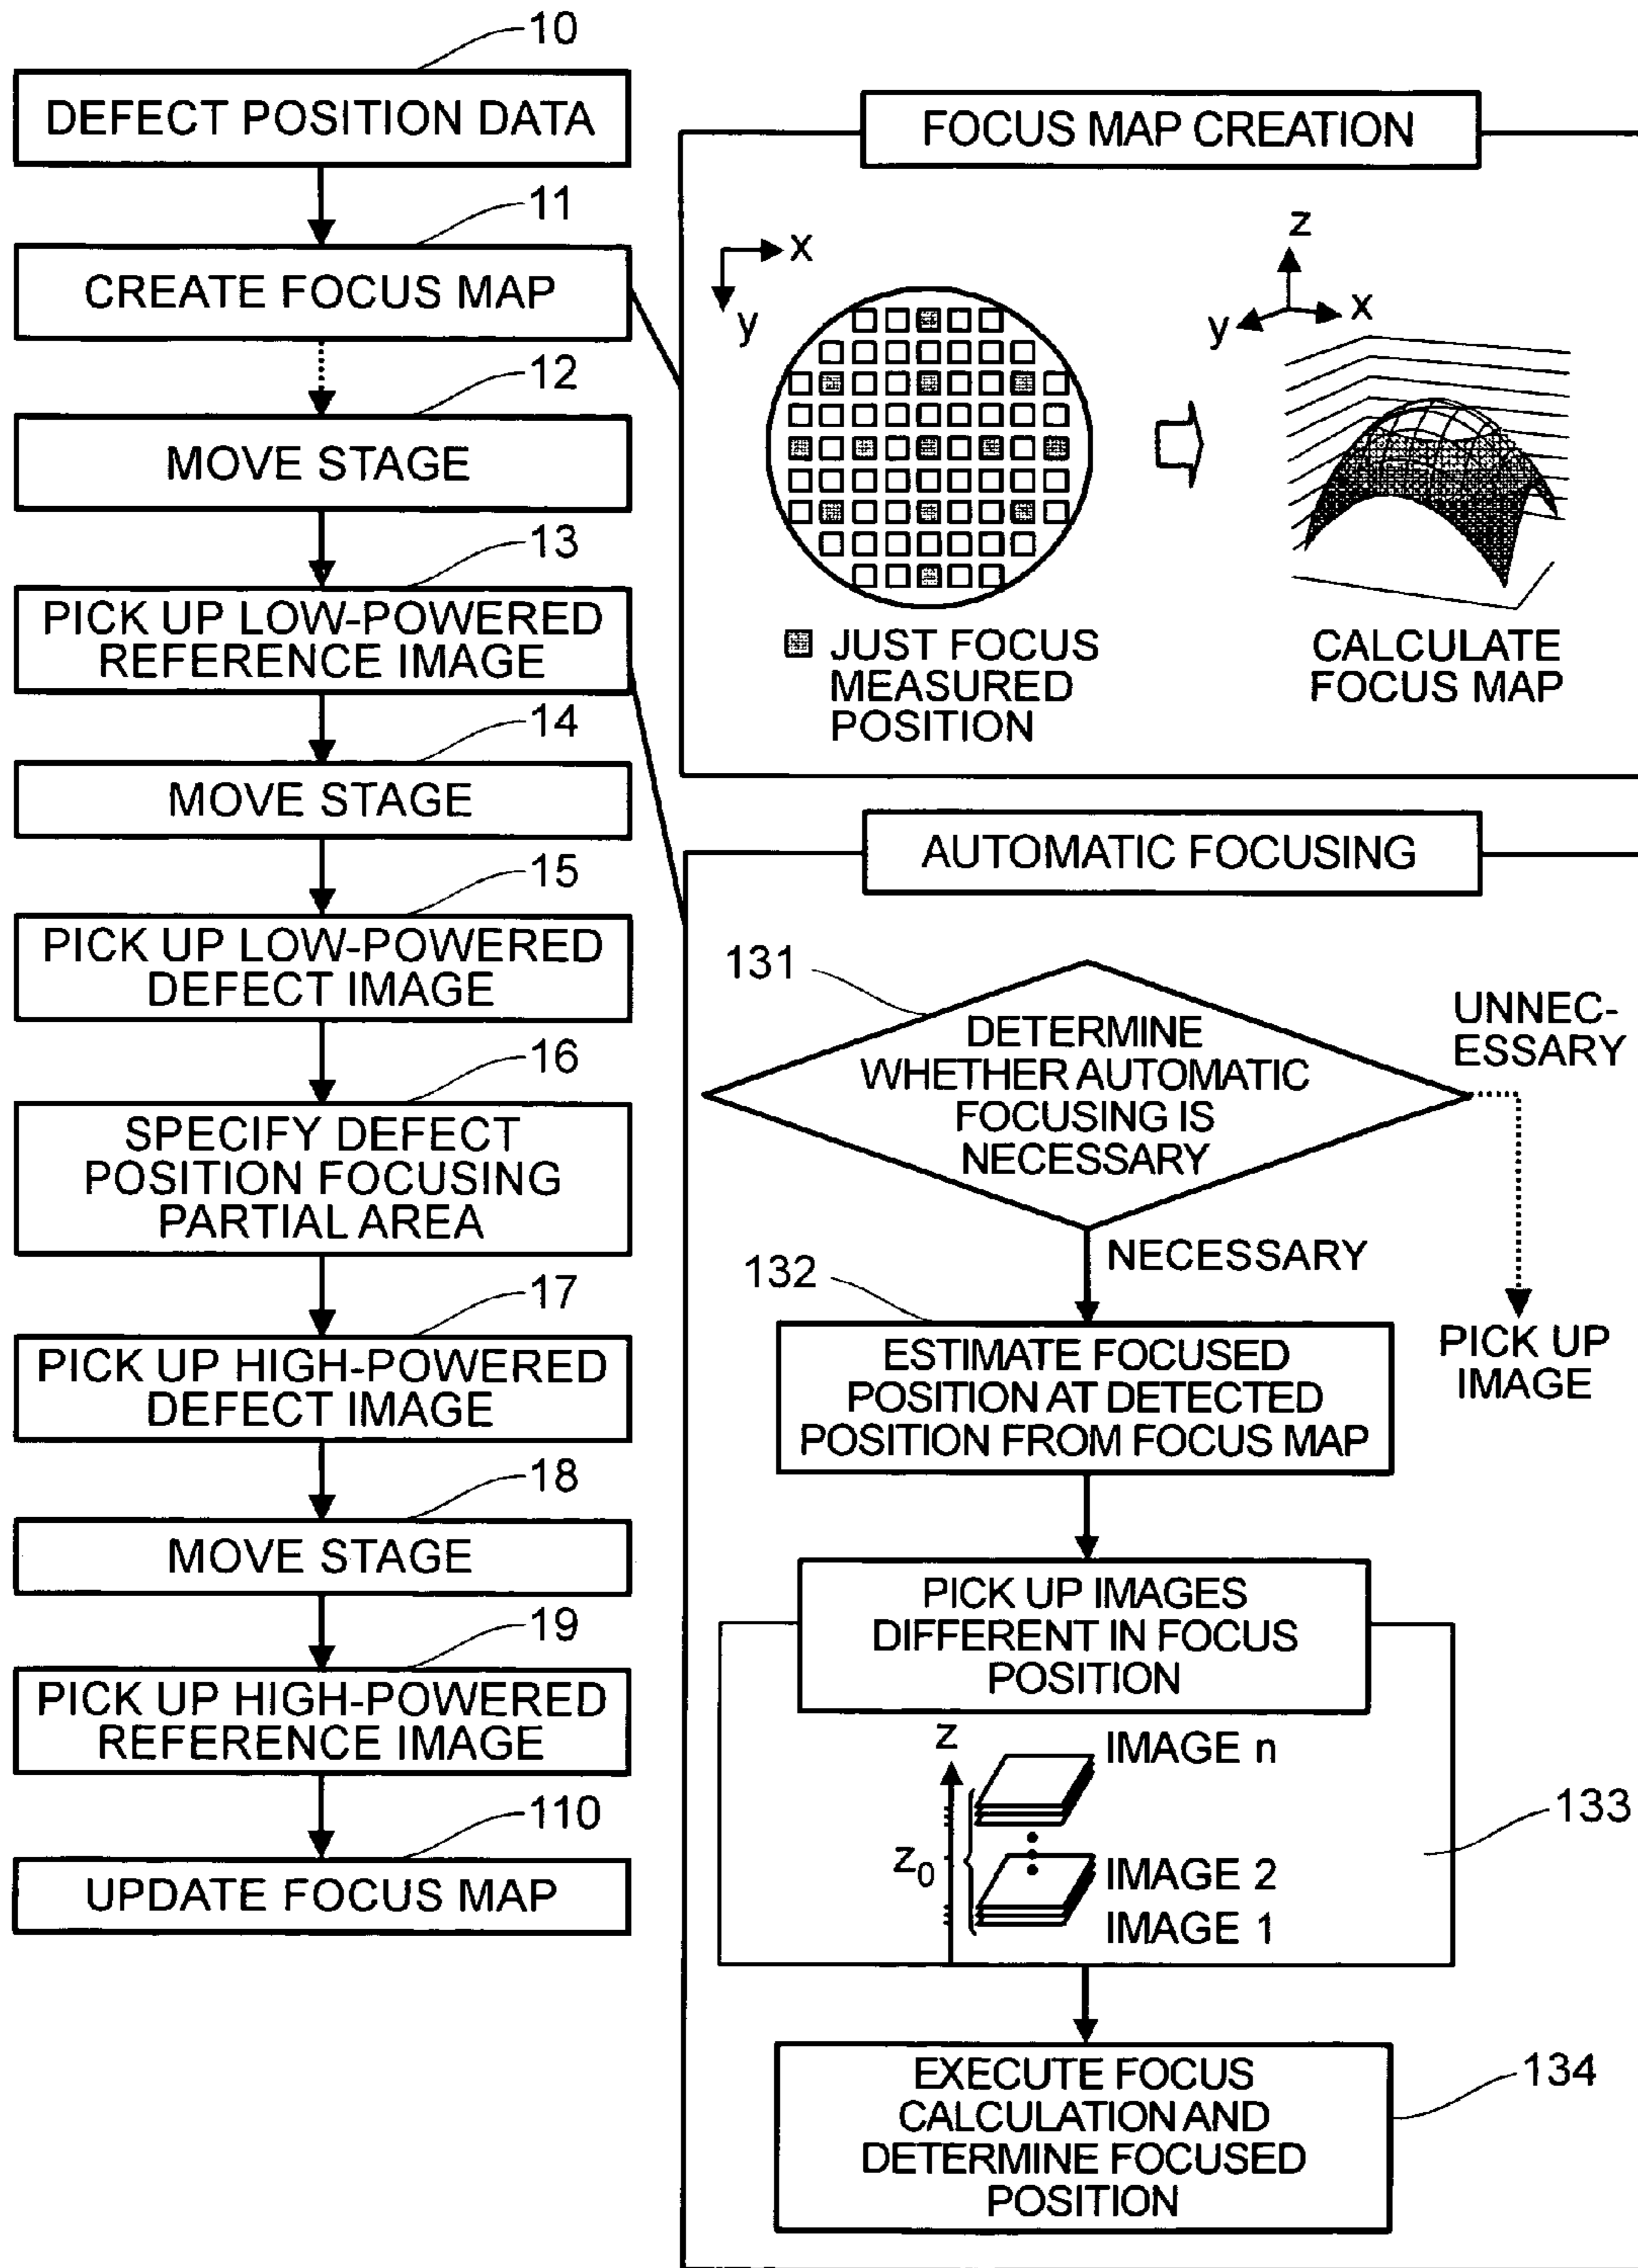 10
DEFECT POSITION DATA
11
CREATE FOCUS MAP
12
MOVE STAGE
13
PICK UP LOW-POWERED
REFERENCE IMAGE
14
MOVE STAGE
15
PICK UP LOW-POWERED
DEFECT IMAGE
16
SPECIFY DEFECT
POSITION FOCUSING
PARTIAL AREA
17
PICK UP HIGH-POWERED
DEFECT IMAGE
18
MOVE STAGE
19
PICK UP HIGH-POWERED
REFERENCE IMAGE
110
UPDATE FOCUS MAP
FOCUS MAP CREATION
x
y
z
y
x
JUST FOCUS
MEASURED
POSITION
CALCULATE
FOCUS MAP
AUTOMATIC FOCUSING
131
DETERMINE
WHETHER AUTOMATIC
FOCUSING IS
NECESSARY
UNNEC-
ESSARY
NECESSARY
PICK UP
IMAGE
132
ESTIMATE FOCUSED
POSITION AT DETECTED
POSITION FROM FOCUS MAP
PICK UP IMAGES
DIFFERENT IN FOCUS
POSITION
z
IMAGE n
133
z0
IMAGE 2
IMAGE 1
EXECUTE FOCUS
CALCULATION AND
DETERMINE FOCUSED
POSITION
134